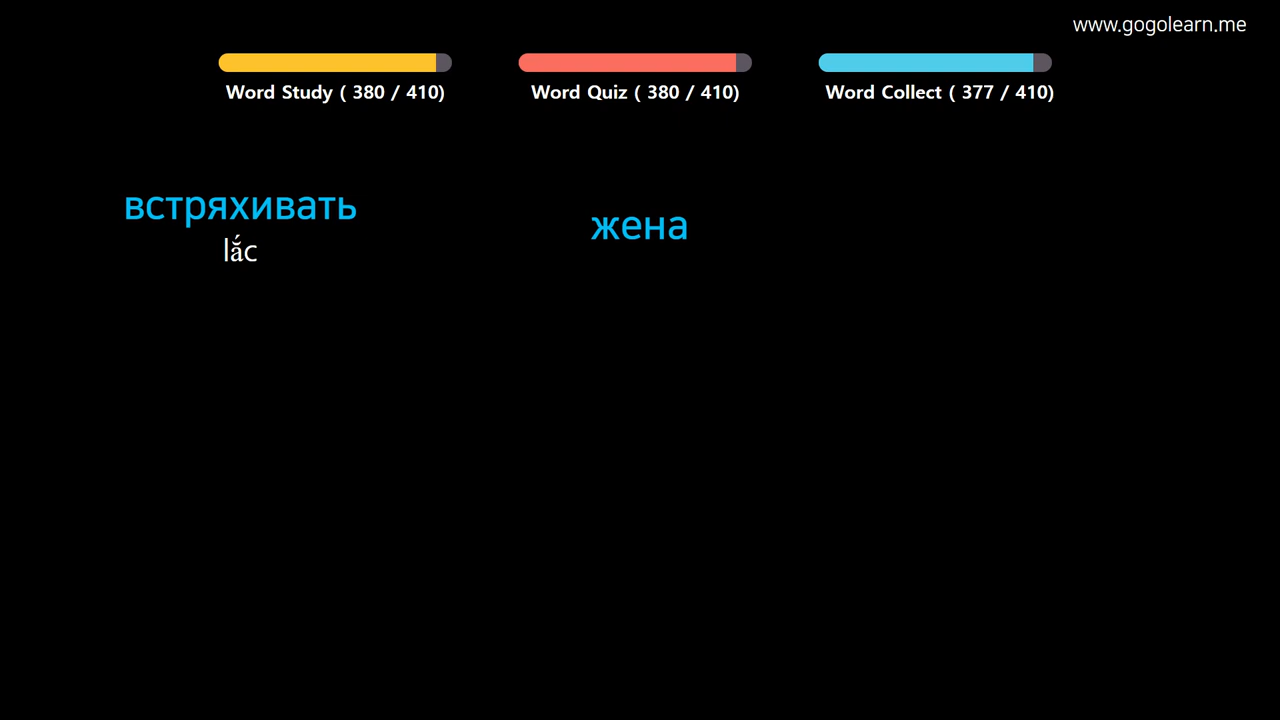 www.gogolearn.me
Word Study ( 380 / 410)
Word Quiz ( 380 / 410)
Word Collect ( 377 / 410)
встряхивать
lắc
жена